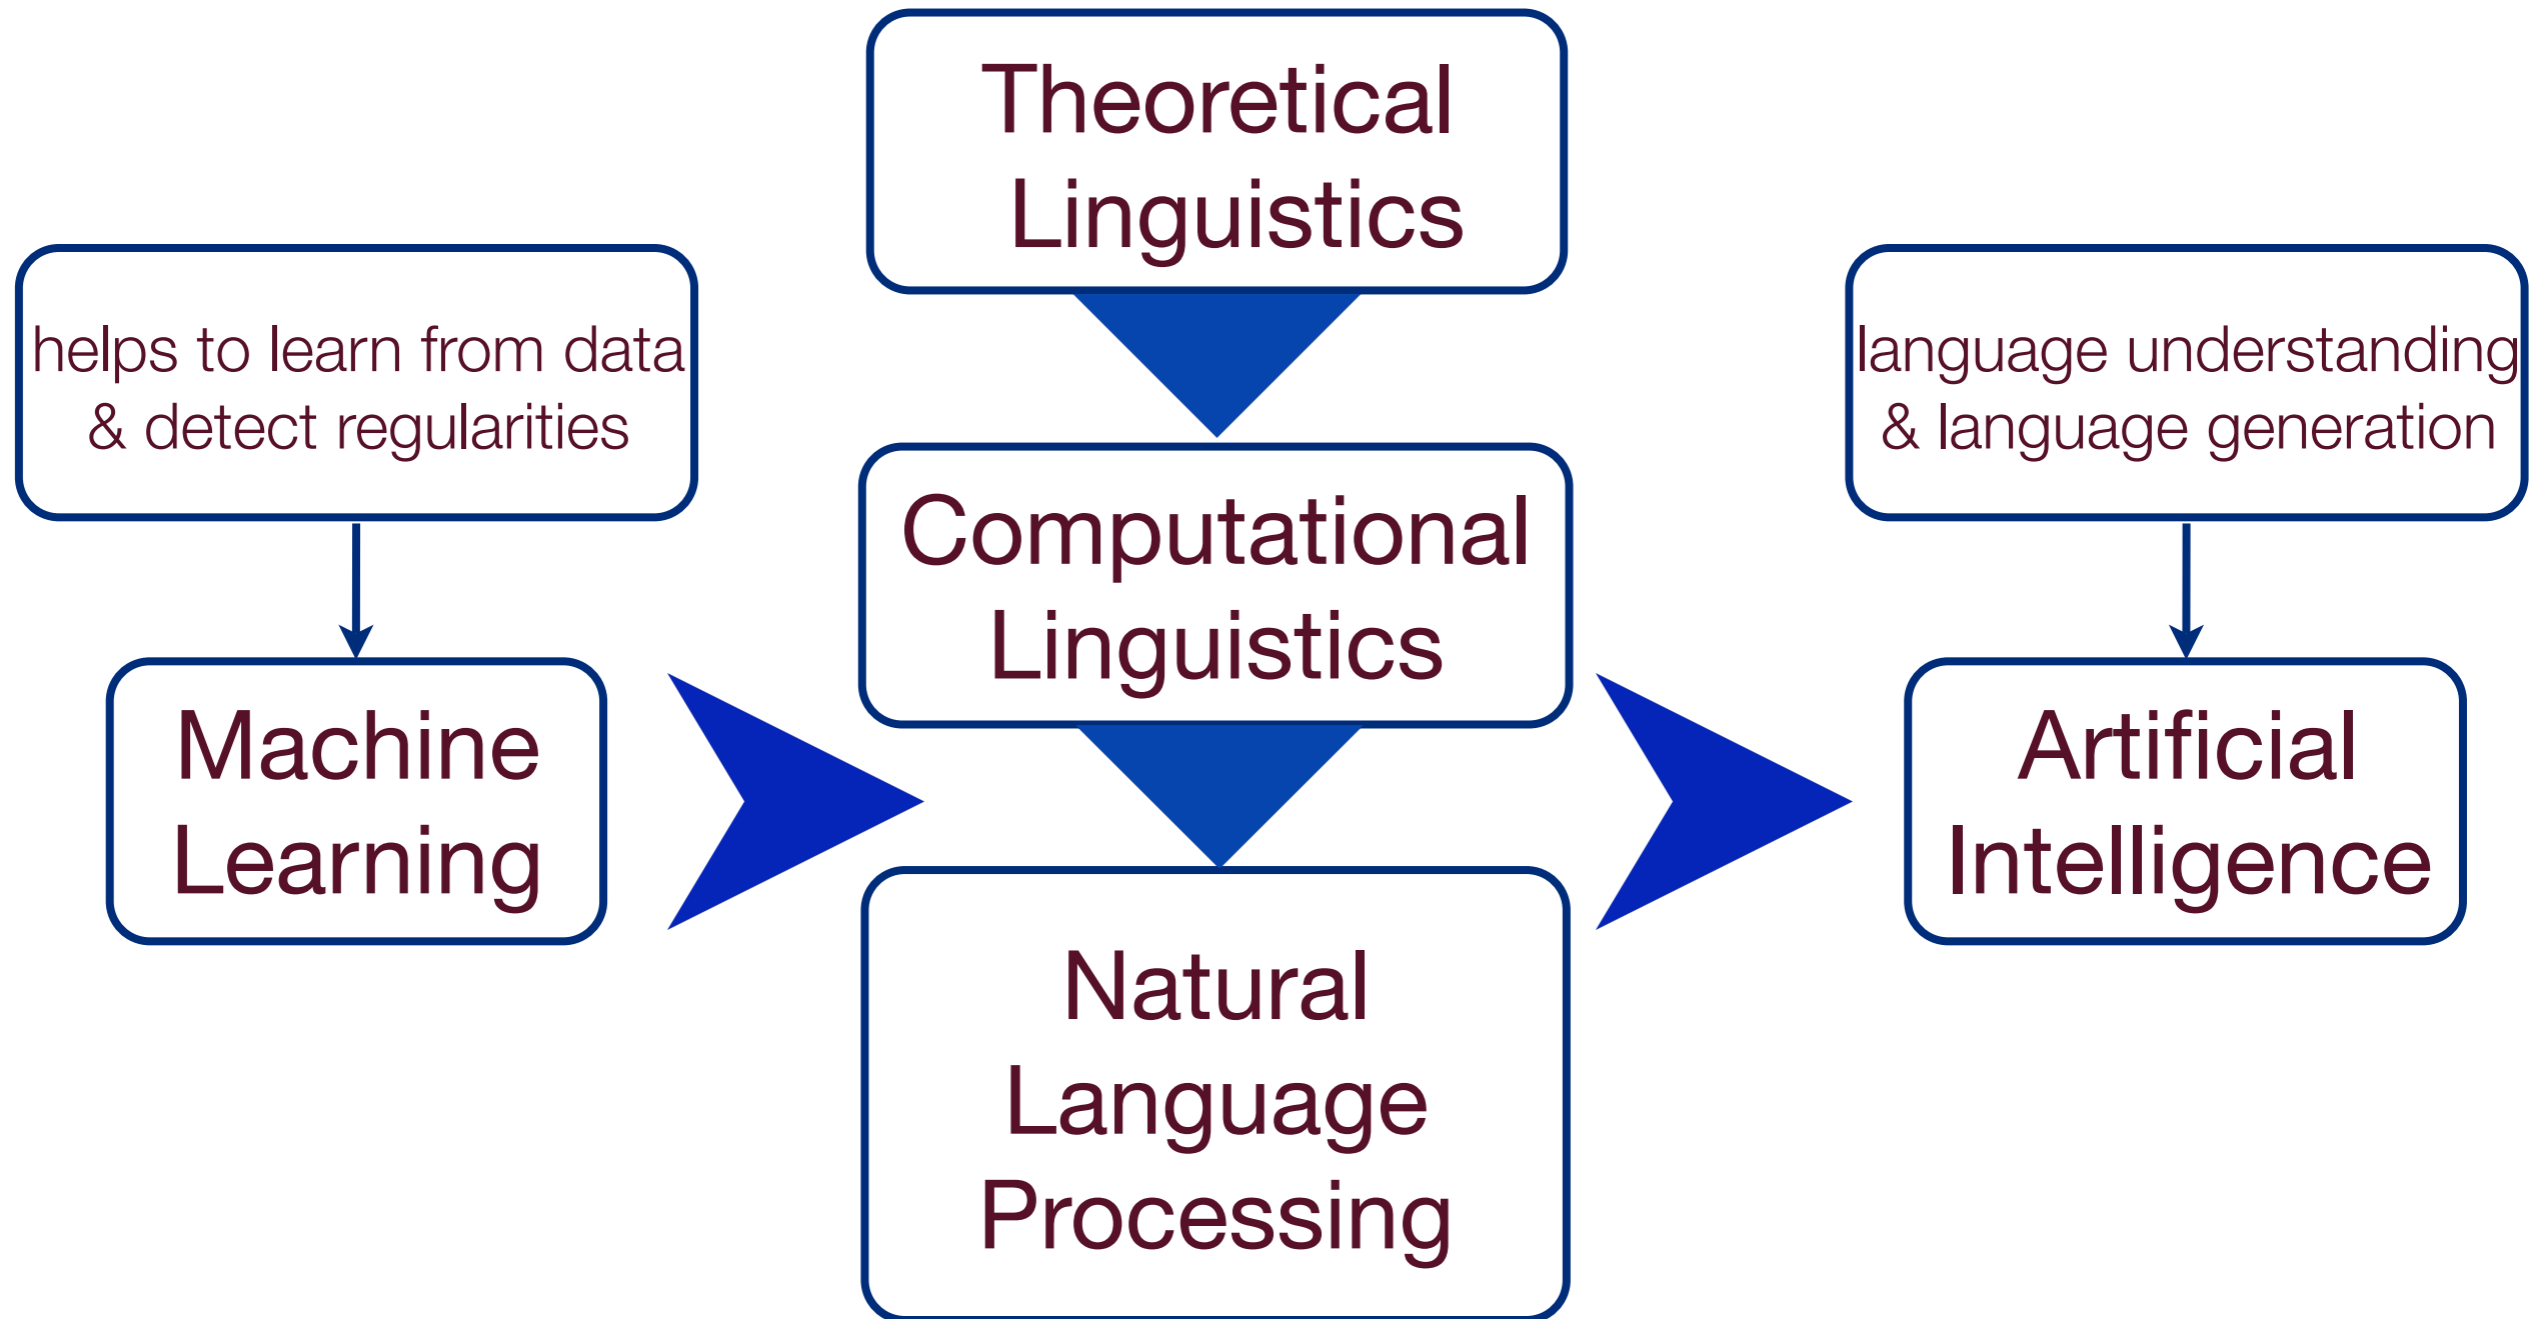 Theoretical
Linguistics
helps to learn from data
& detect regularities
language understanding
& language generation
Computational
Linguistics
Machine
Learning
Artificial
Intelligence
Natural
Language
Processing